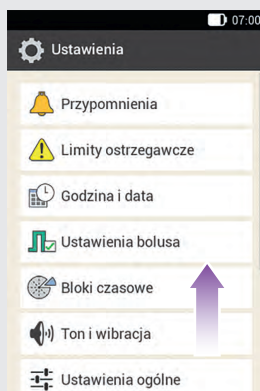 07:00
Ustawienia
Przypomnienia
Limity ostrzegawcze
Godzina i data
Ustawienia bolusa
Bloki czasowe
Ton i wibracja
Ustawienia ogólne